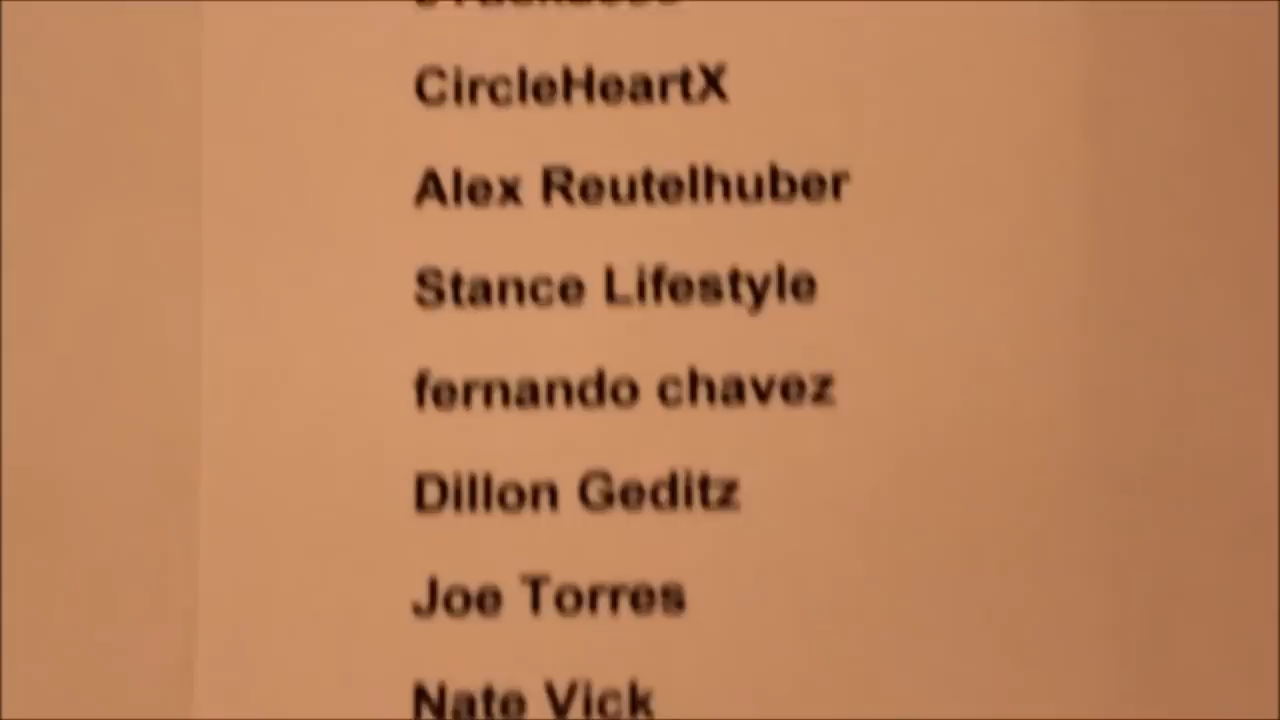 CircleHeartX
Alex Reutelhuber
Stance Lifestyle
fernando chavez
Dillon Geditz
Joe Torres
Nate Vick